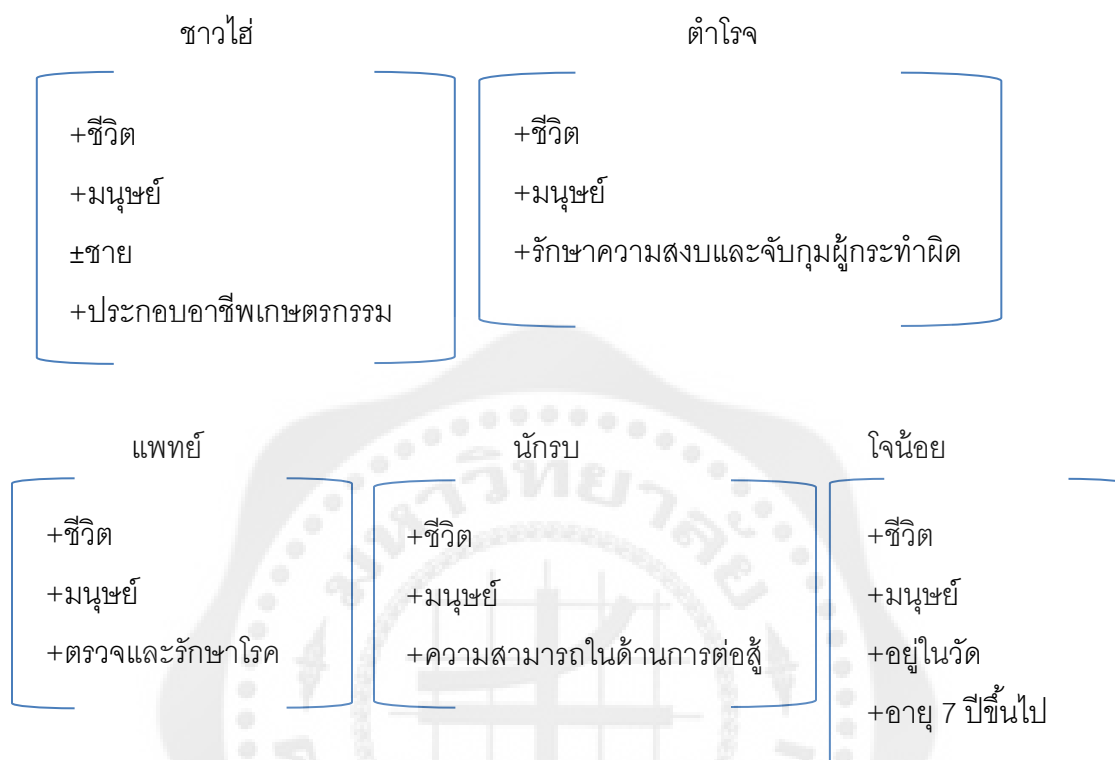 ชาวไฮ่
ตำโรจ
+ชีวิต
+มนุษย์
±ชาย
+ประกอบอาชีพเกษตรกรรม
+ชีวิต
+มนุษย์
+รักษาความสงบและจับกุมผู้กระทำผิด
แพทย์
นักรบ
โจน้อย
+ชีวิต
+มนุษย์
+ตรวจและรักษาโรค
+ชีวิต
+มนุษย์
+ความสามารถในด้านการต่อสู้
+ชีวิต
+มนุษย์
+อยู่ในวัด
+อายุ 7 ปีขึ้นไป